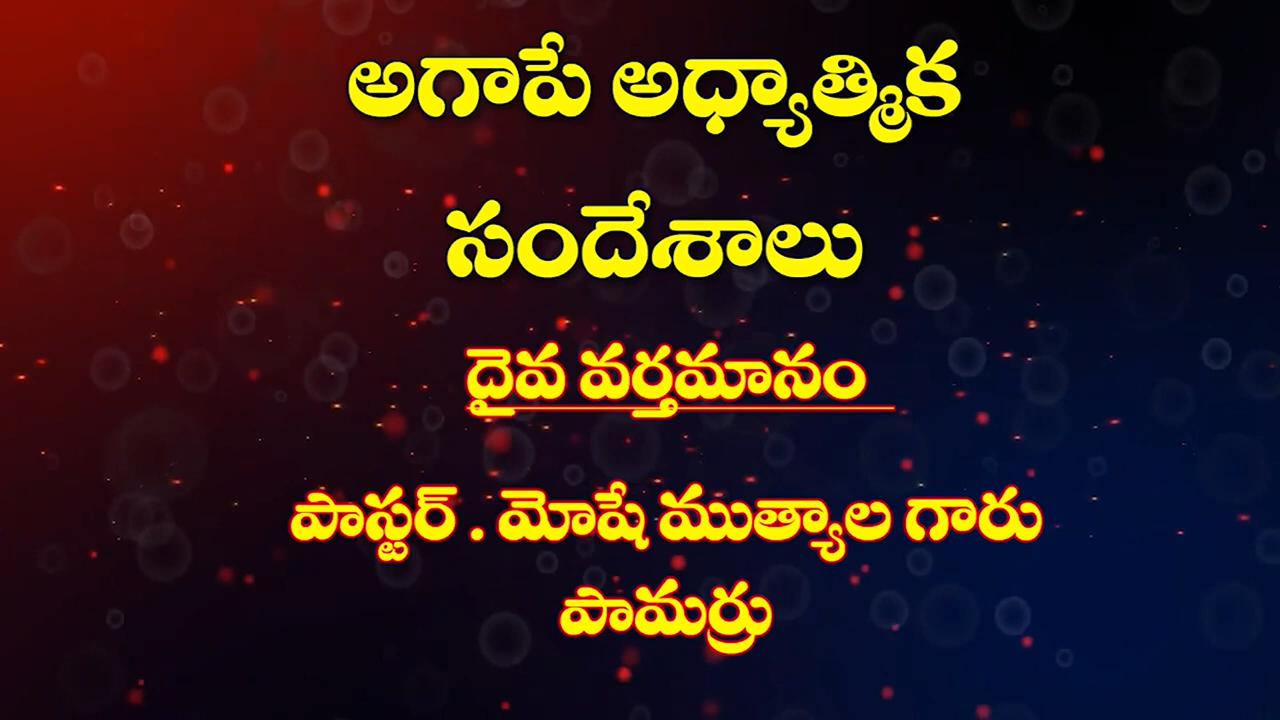 అగాపే అధ్యాత్మిక
సందేశాలు
దైవ వర్తమానం
పాస్టర్ . మోషే ముత్యాల గారు
పామర్రు